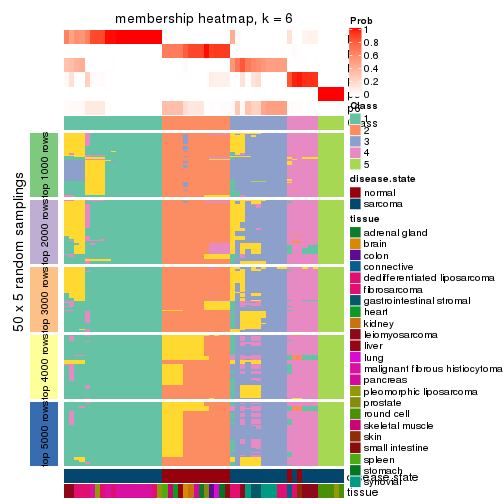 membership heatmap, k = 6
50 x 5 random samplings
top 1000 rows
top 2000 rows
top 3000 rows
top 4000 rows
top 5000 rows
Prob
1
0.8
0.6
0.4
0.2
0
Class
1
2
3
4
5
disease.state
normal
sarcoma
tissue
adrenal gland
brain
colon
connective
dedifferentiated liposarcoma
fibrosarcoma
gastrointestinal stromal
heart
kidney
leiomyosarcoma
liver
lung
malignant fibrous histiocytoma
pancreas
pleomorphic liposarcoma
prostate
round cell
skeletal muscle
skin
small intestine
spleen
stomach
synovial
disease.state
tissue